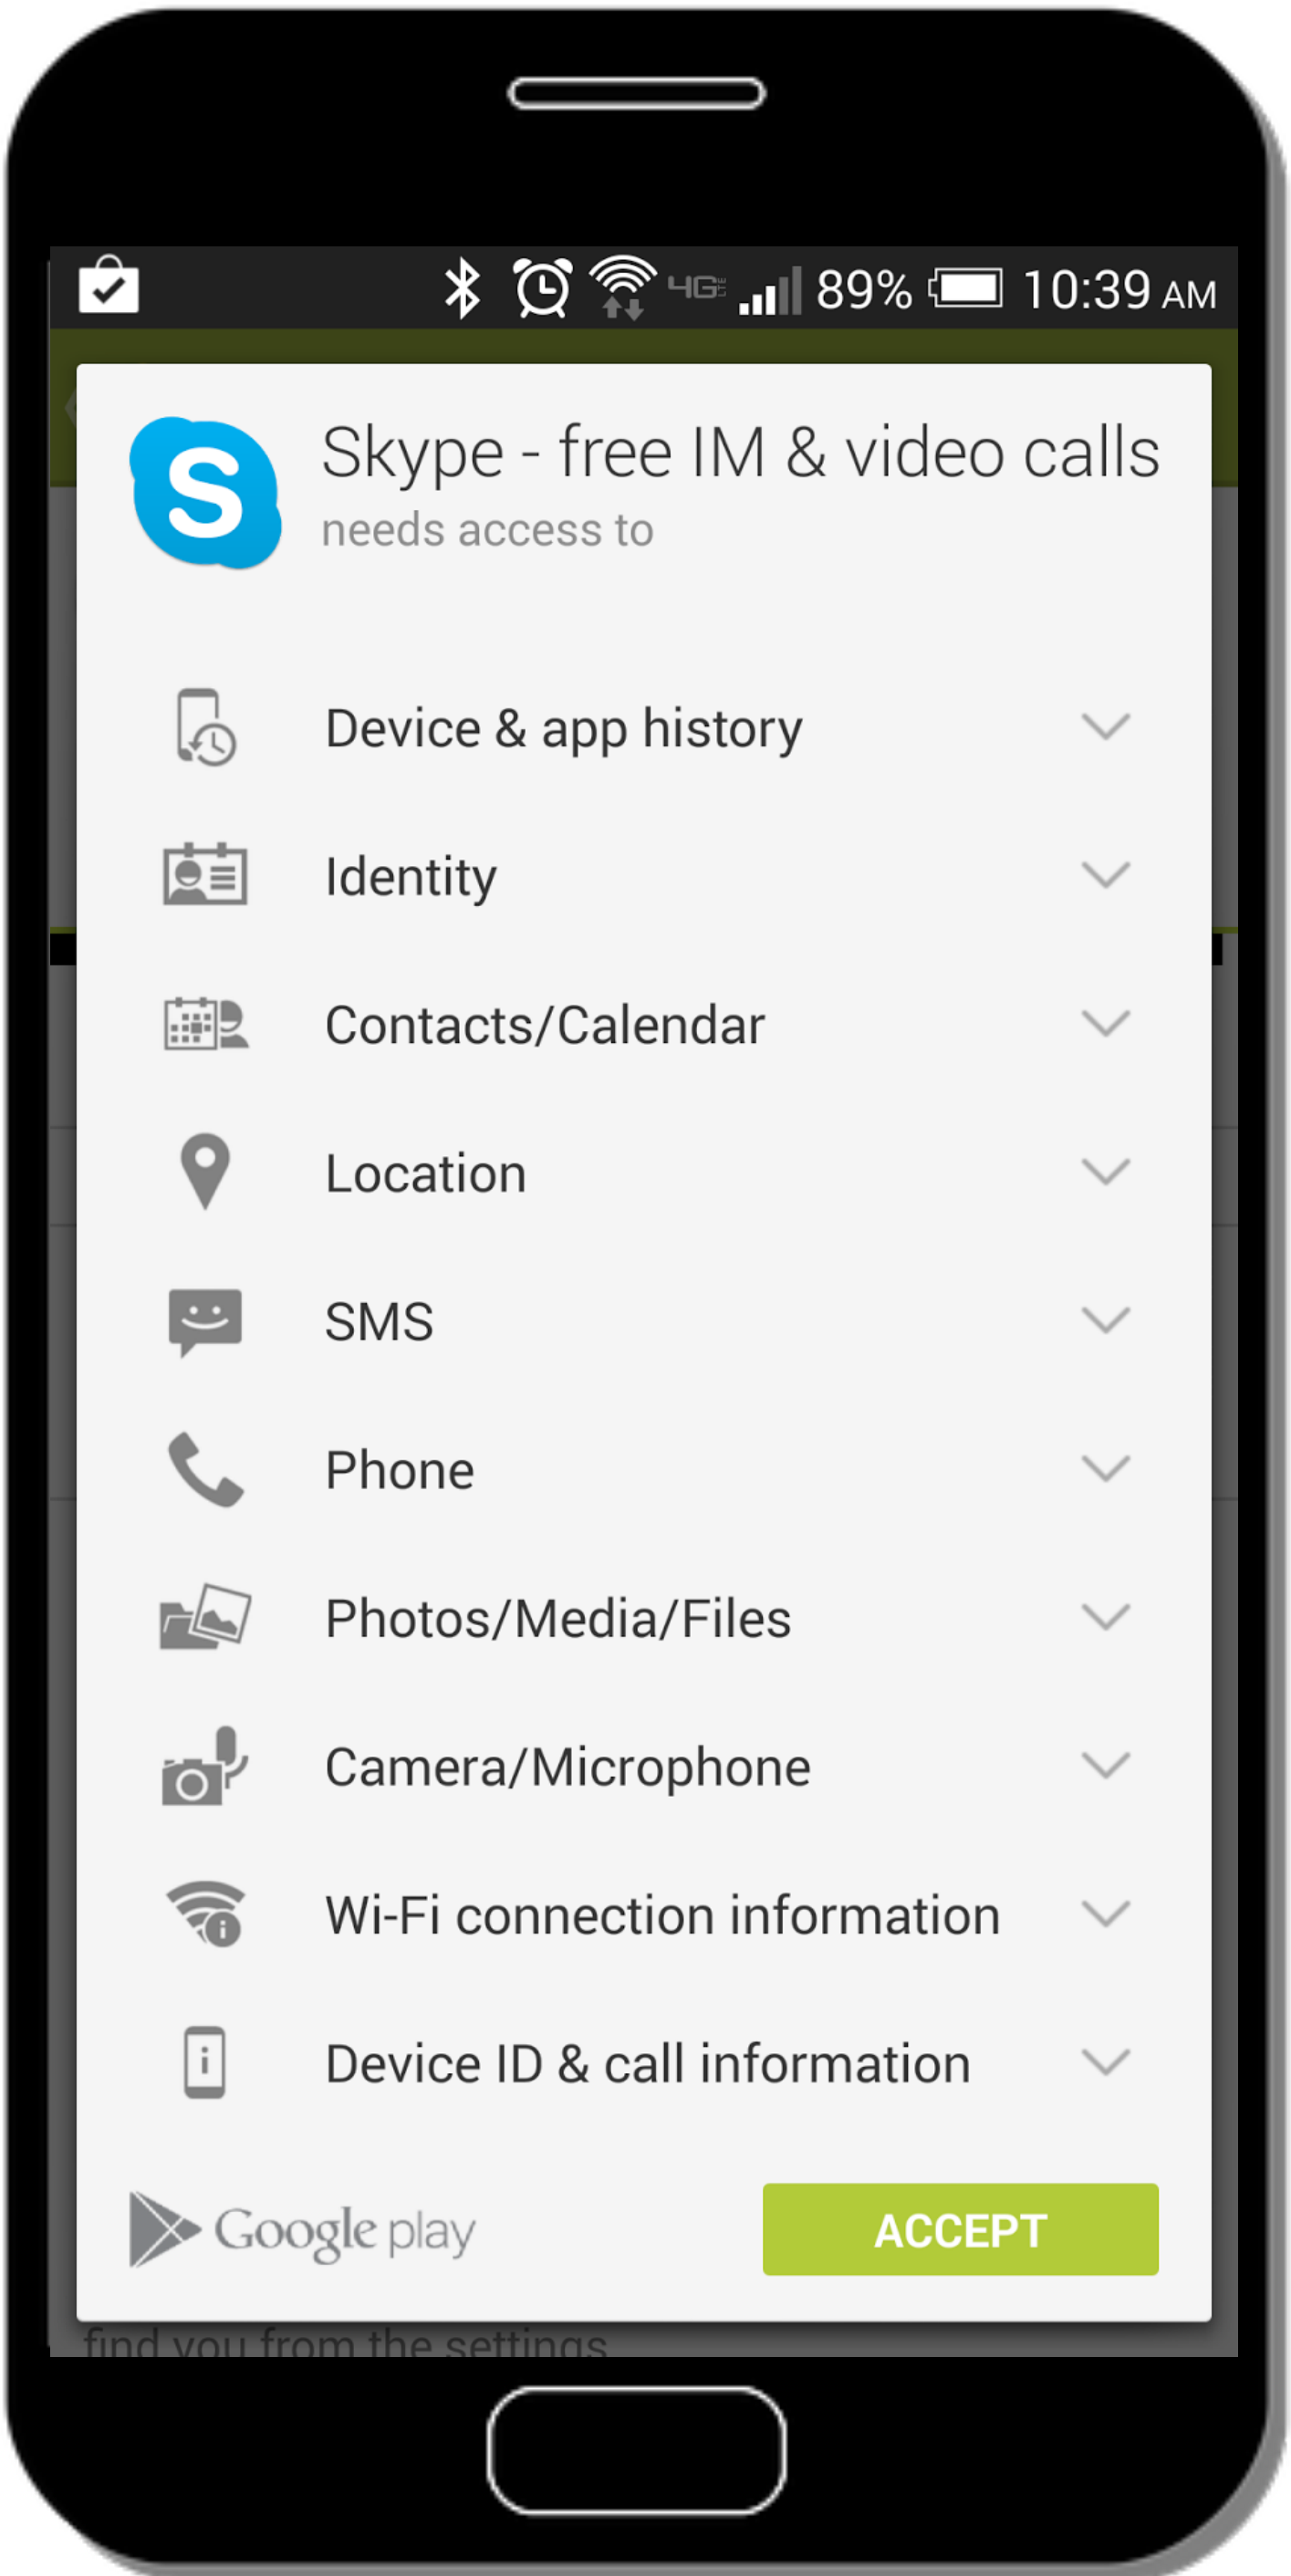 4G LTE 89% 10:39 AM
Skype - free IM & video calls
needs access to
Device & app history
Identity
Contacts/Calendar
Location
SMS
Phone
Photos/Media/Files
Camera/Microphone
Wi-Fi connection information
Device ID & call information
Google play ACCEPT
find you from the settings